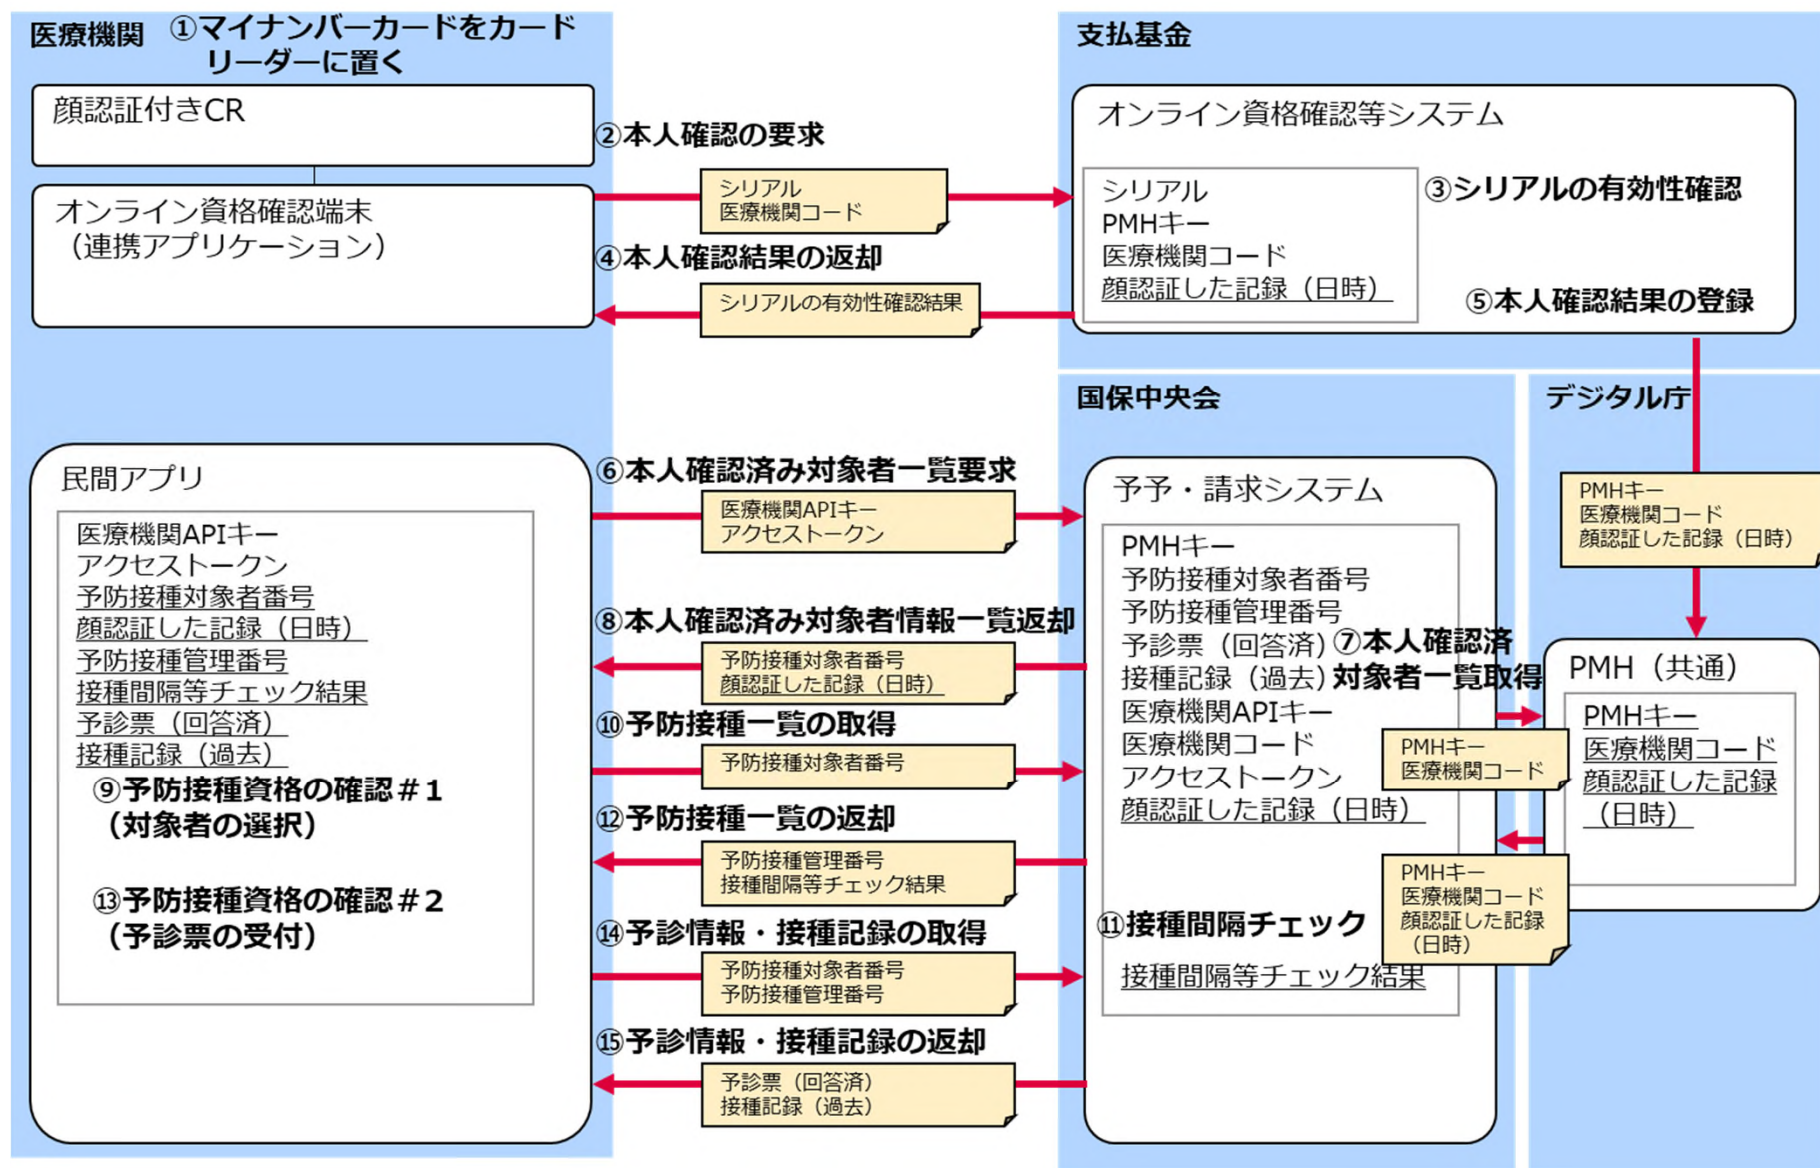 医療機関
①マイナンバーカードをカード
リーダーに置く
顔認証付きCR
オンライン資格確認端末
（連携アプリケーション）
②本人確認の要求
シリアル
医療機関コード
④本人確認結果の返却
シリアルの有効性確認結果
支払基金
オンライン資格確認等システム
シリアル
PMHキー
医療機関コード
顔認証した記録（日時）
③シリアルの有効性確認
⑤本人確認結果の登録
民間アプリ
医療機関APIキー
アクセストークン
予防接種対象者番号
顔認証した記録（日時）
予防接種管理番号
接種間隔等チェック結果
予診票（回答済）
接種記録（過去）
⑨予防接種資格の確認＃1
（対象者の選択）
⑬予防接種資格の確認＃2
（予診票の受付）
⑥本人確認済み対象者一覧要求
医療機関APIキー
アクセストークン
⑧本人確認済み対象者情報一覧返却
予防接種対象者番号
顔認証した記録（日時）
⑩予防接種一覧の取得
予防接種対象者番号
⑫予防接種一覧の返却
予防接種管理番号
接種間隔等チェック結果
⑭予診情報・接種記録の取得
予防接種対象者番号
予防接種管理番号
⑮予診情報・接種記録の返却
予診票（回答済）
接種記録（過去）
国保中央会
予予・請求システム
PMHキー
予防接種対象者番号
予防接種管理番号
予診票（回答済）
接種記録（過去）
医療機関APIキー
医療機関コード
アクセストークン
顔認証した記録（日時）
⑪接種間隔チェック
接種間隔等チェック結果
⑦本人確認済
対象者一覧取得
PMHキー
医療機関コード
PMHキー
医療機関コード
顔認証した記録
（日時）
デジタル庁
PMHキー
医療機関コード
顔認証した記録（日時）
PMH（共通）
PMHキー
医療機関コード
顔認証した記録
（日時）